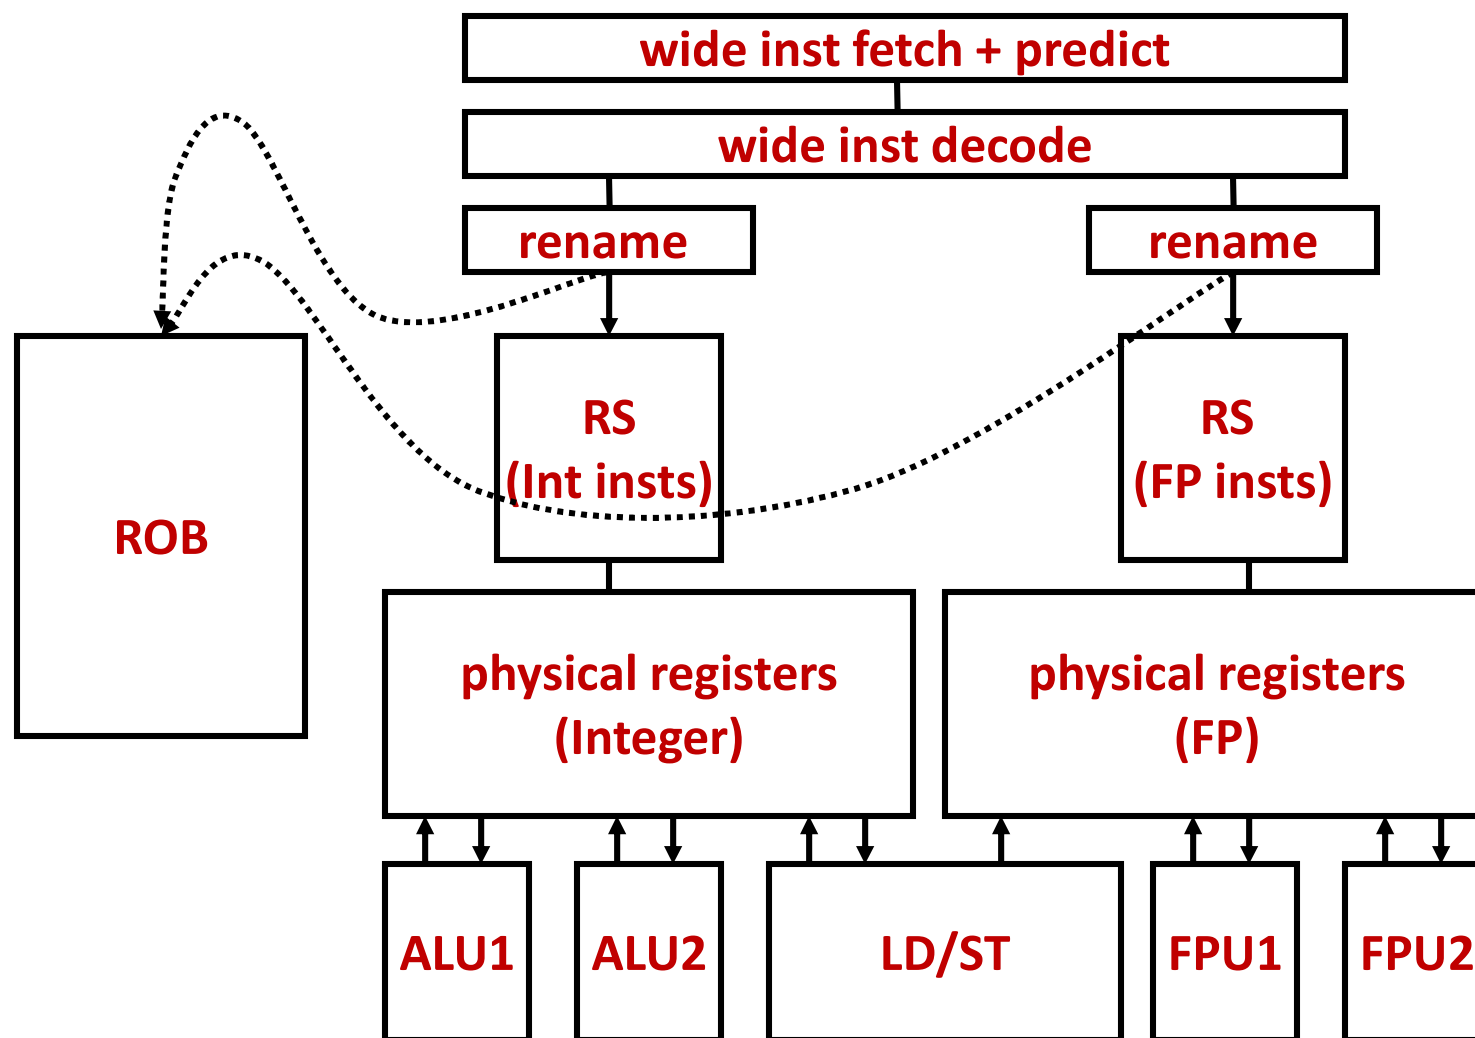 wide inst fetch + predict
wide inst decode
rename
rename
ROB
RS
(Int insts)
RS
(FP insts)
physical registers
(Integer)
physical registers
(FP)
ALU1
ALU2
LD/ST
FPU1
FPU2